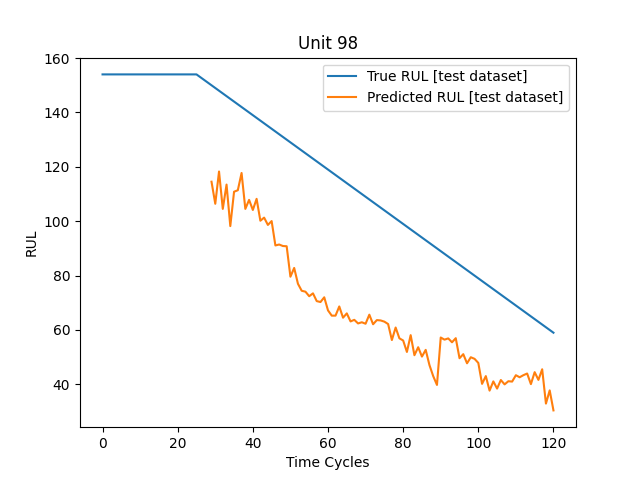 Unit 98
True RUL [test dataset]
Predicted RUL [test dataset]
RUL
160
140
120
100
80
60
40
0 20 40 60 80 100 120
Time Cycles